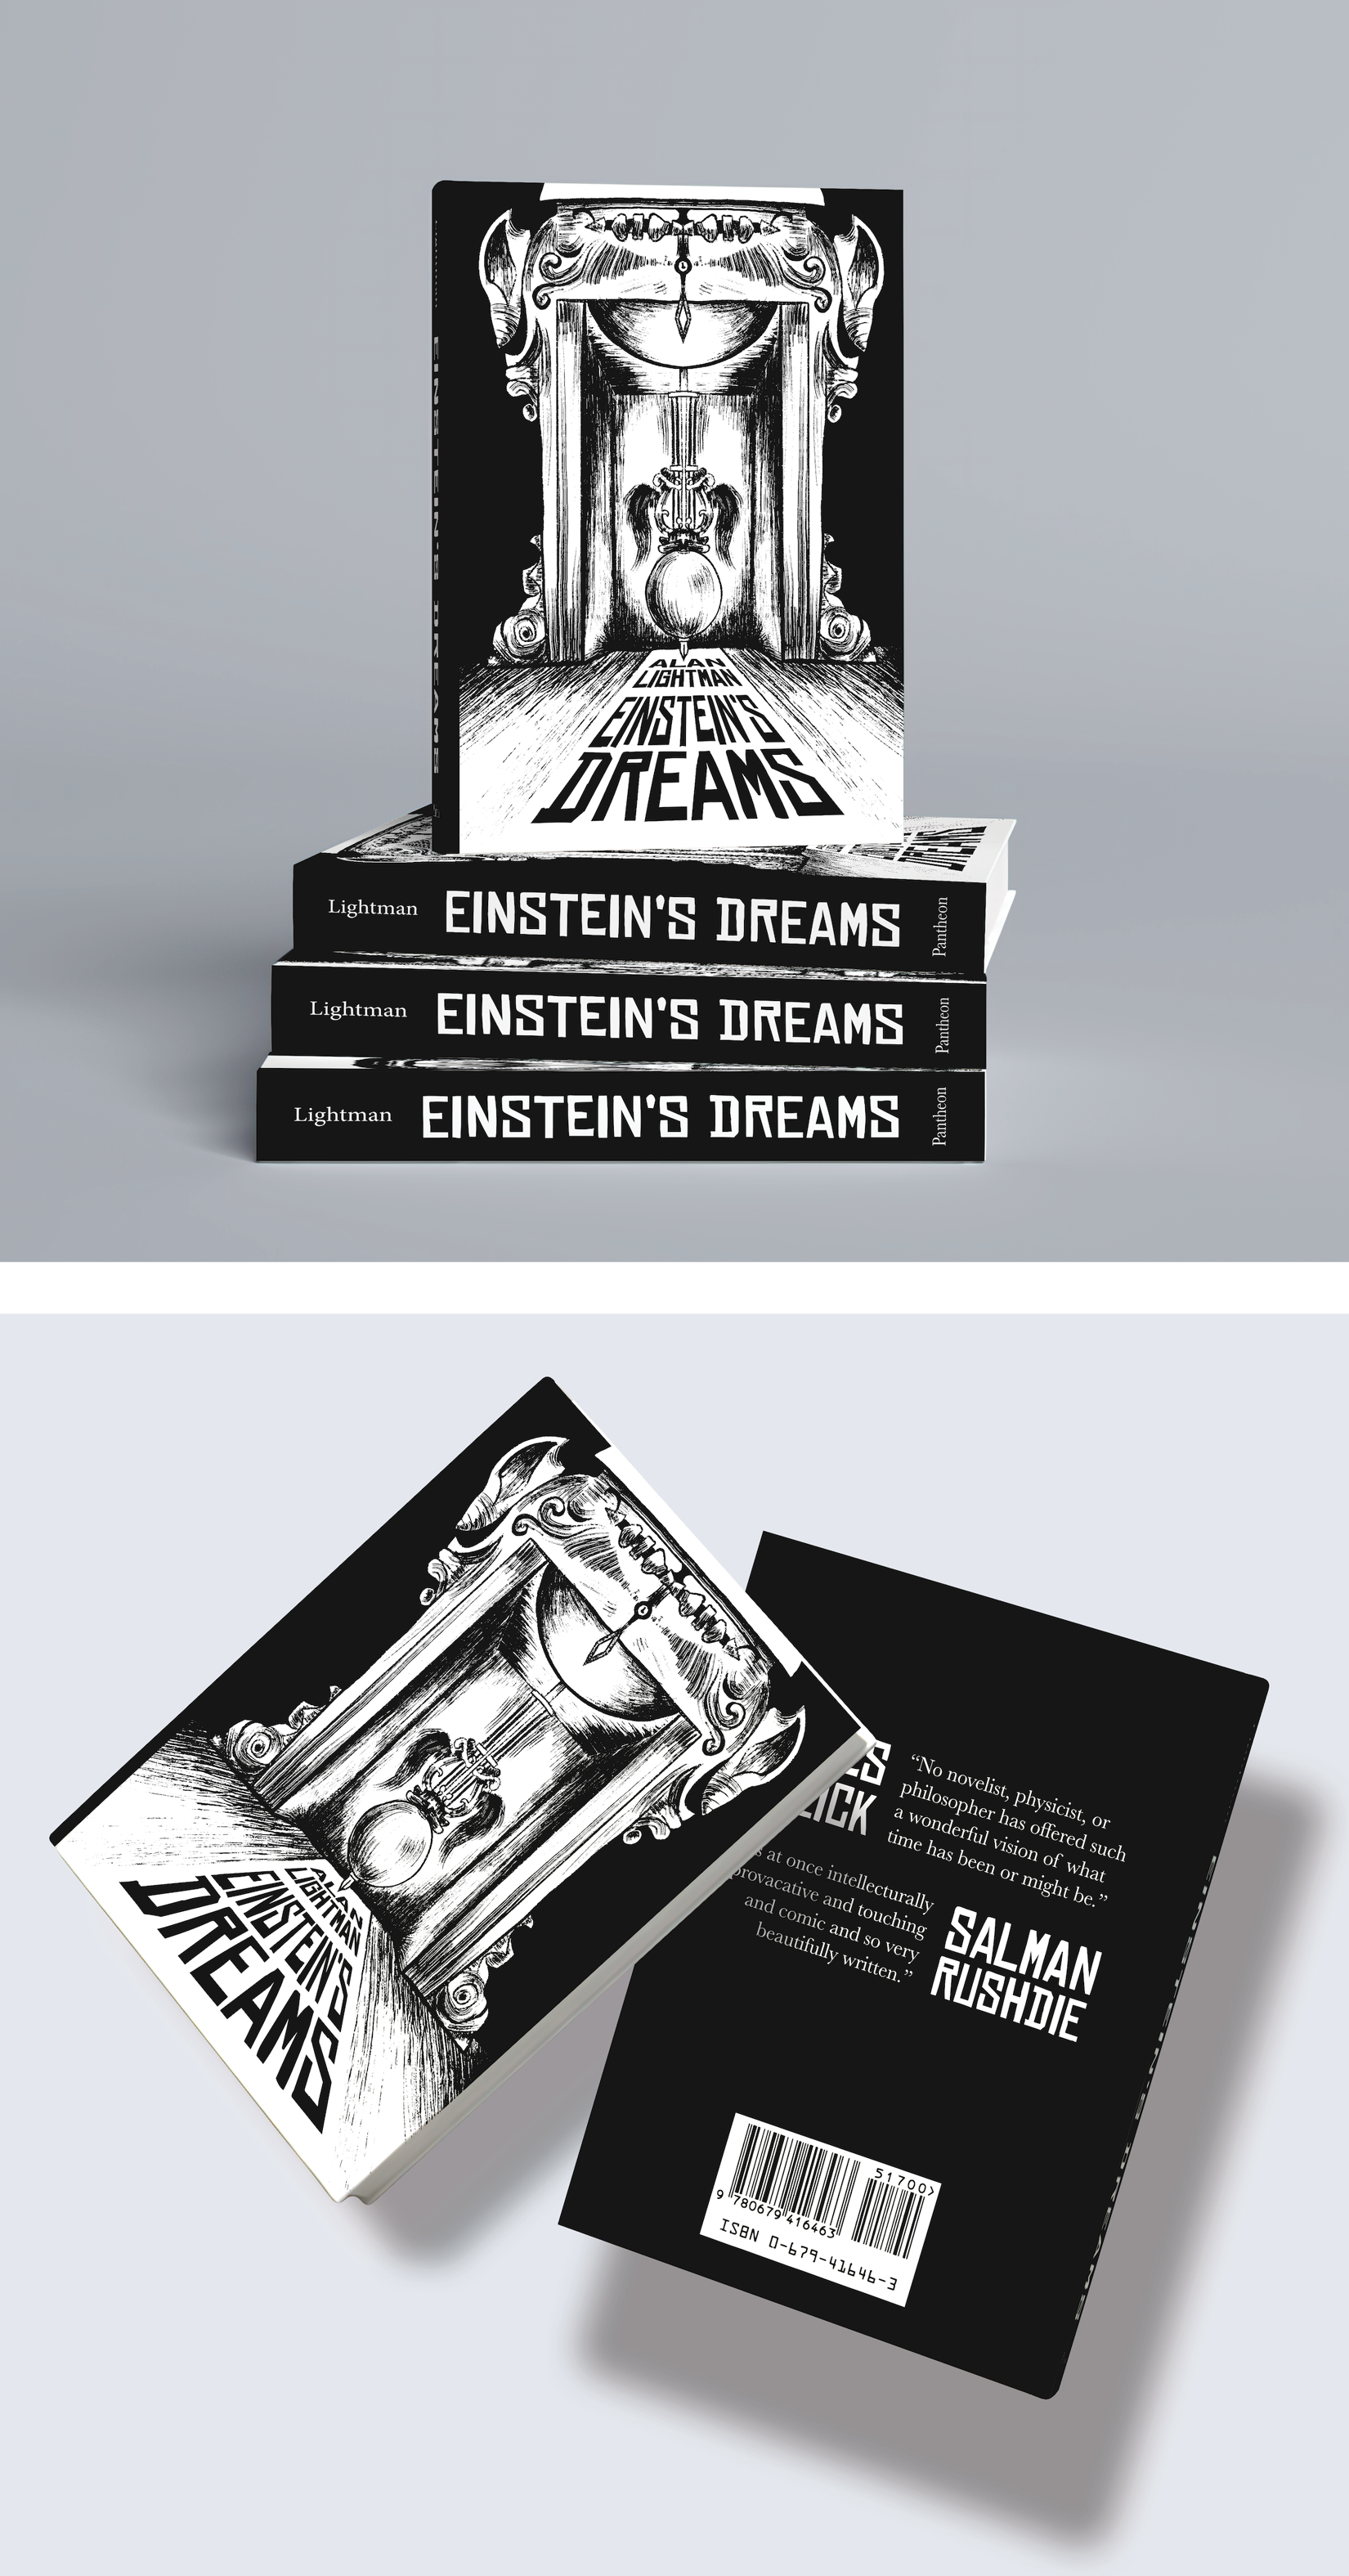 ALAN
LIGHTMAN
EINSTEIN'S
DREAMS
EINSTEIN'S DREAMS
Lightman EINSTEIN'S DREAMS Pantheon
Lightman EINSTEIN'S DREAMS Pantheon
Lightman EINSTEIN'S DREAMS Pantheon
ALAN
LIGHTMAN
EINSTEIN'S
DREAMS
“No novelist, physicist, or
philosopher has offered such
a wonderful vision of what
time has been or might be.”
at once intellectually
provacative and touching
and comic and so very
beautifully written.”
SALMAN
RUSHDIE
51700>
9 780679 416463
ISBN 0-679-41646-3